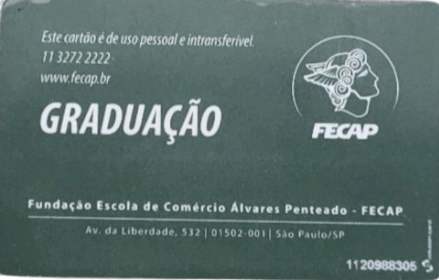 Este cartão é de uso pessoal e intransferível.
11 3272 2222
www.fecap.br
GRADUAÇÃO
FECAP
Fundação Escola de Comércio Álvares Penteado - FECAP
Av. da Liberdade, 532 | 01502-001 | São Paulo/SP
1120988305